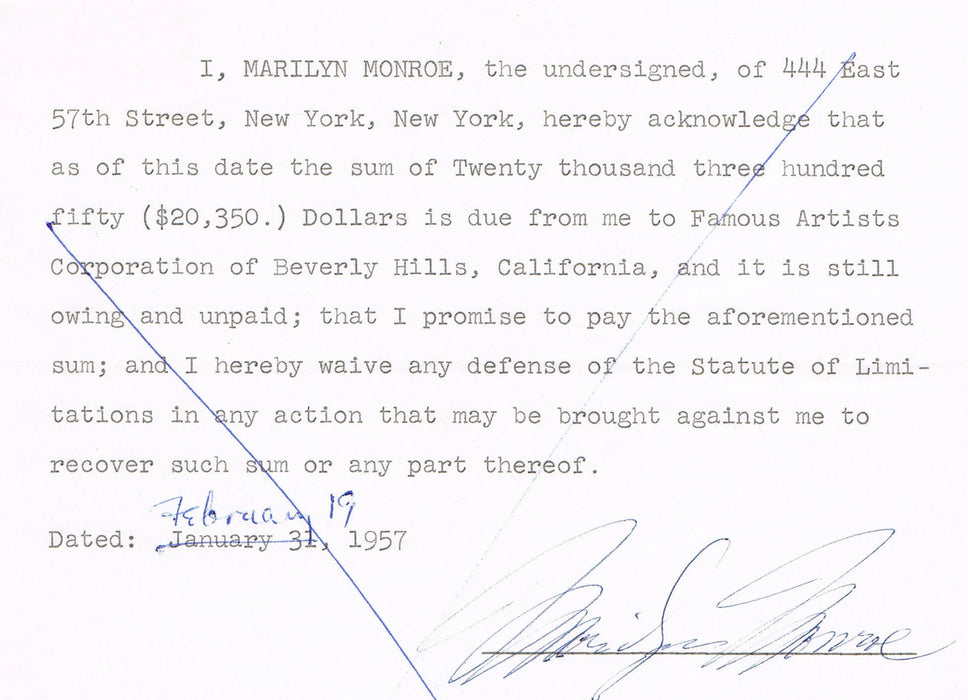 I, MARILYN MONROE, the undersigned, of 444 East
57th Street, New York, New York, hereby acknowledge that
as of this date the sum of Twenty thousand three hundred
fifty ($20,350.) Dollars is due from me to Famous Artists
Corporation of Beverly Hills, California, and it is still
owing and unpaid; that I promise to pay the aforementioned
sum; and I hereby waive any defense of the Statute of Limi-
tations in any action that may be brought against me to
recover such sum or any part thereof.
February 19
Dated: January 31, 1957
Marilyn Monroe